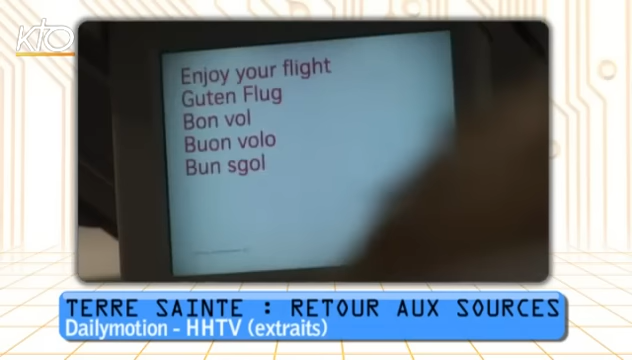 KTO
Enjoy your flight
Guten Flug
Bon vol
Buon volo
Bun sgol
TERRE SAINTE : RETOUR AUX SOURCES
Dailymotion - HHTV (extraits)